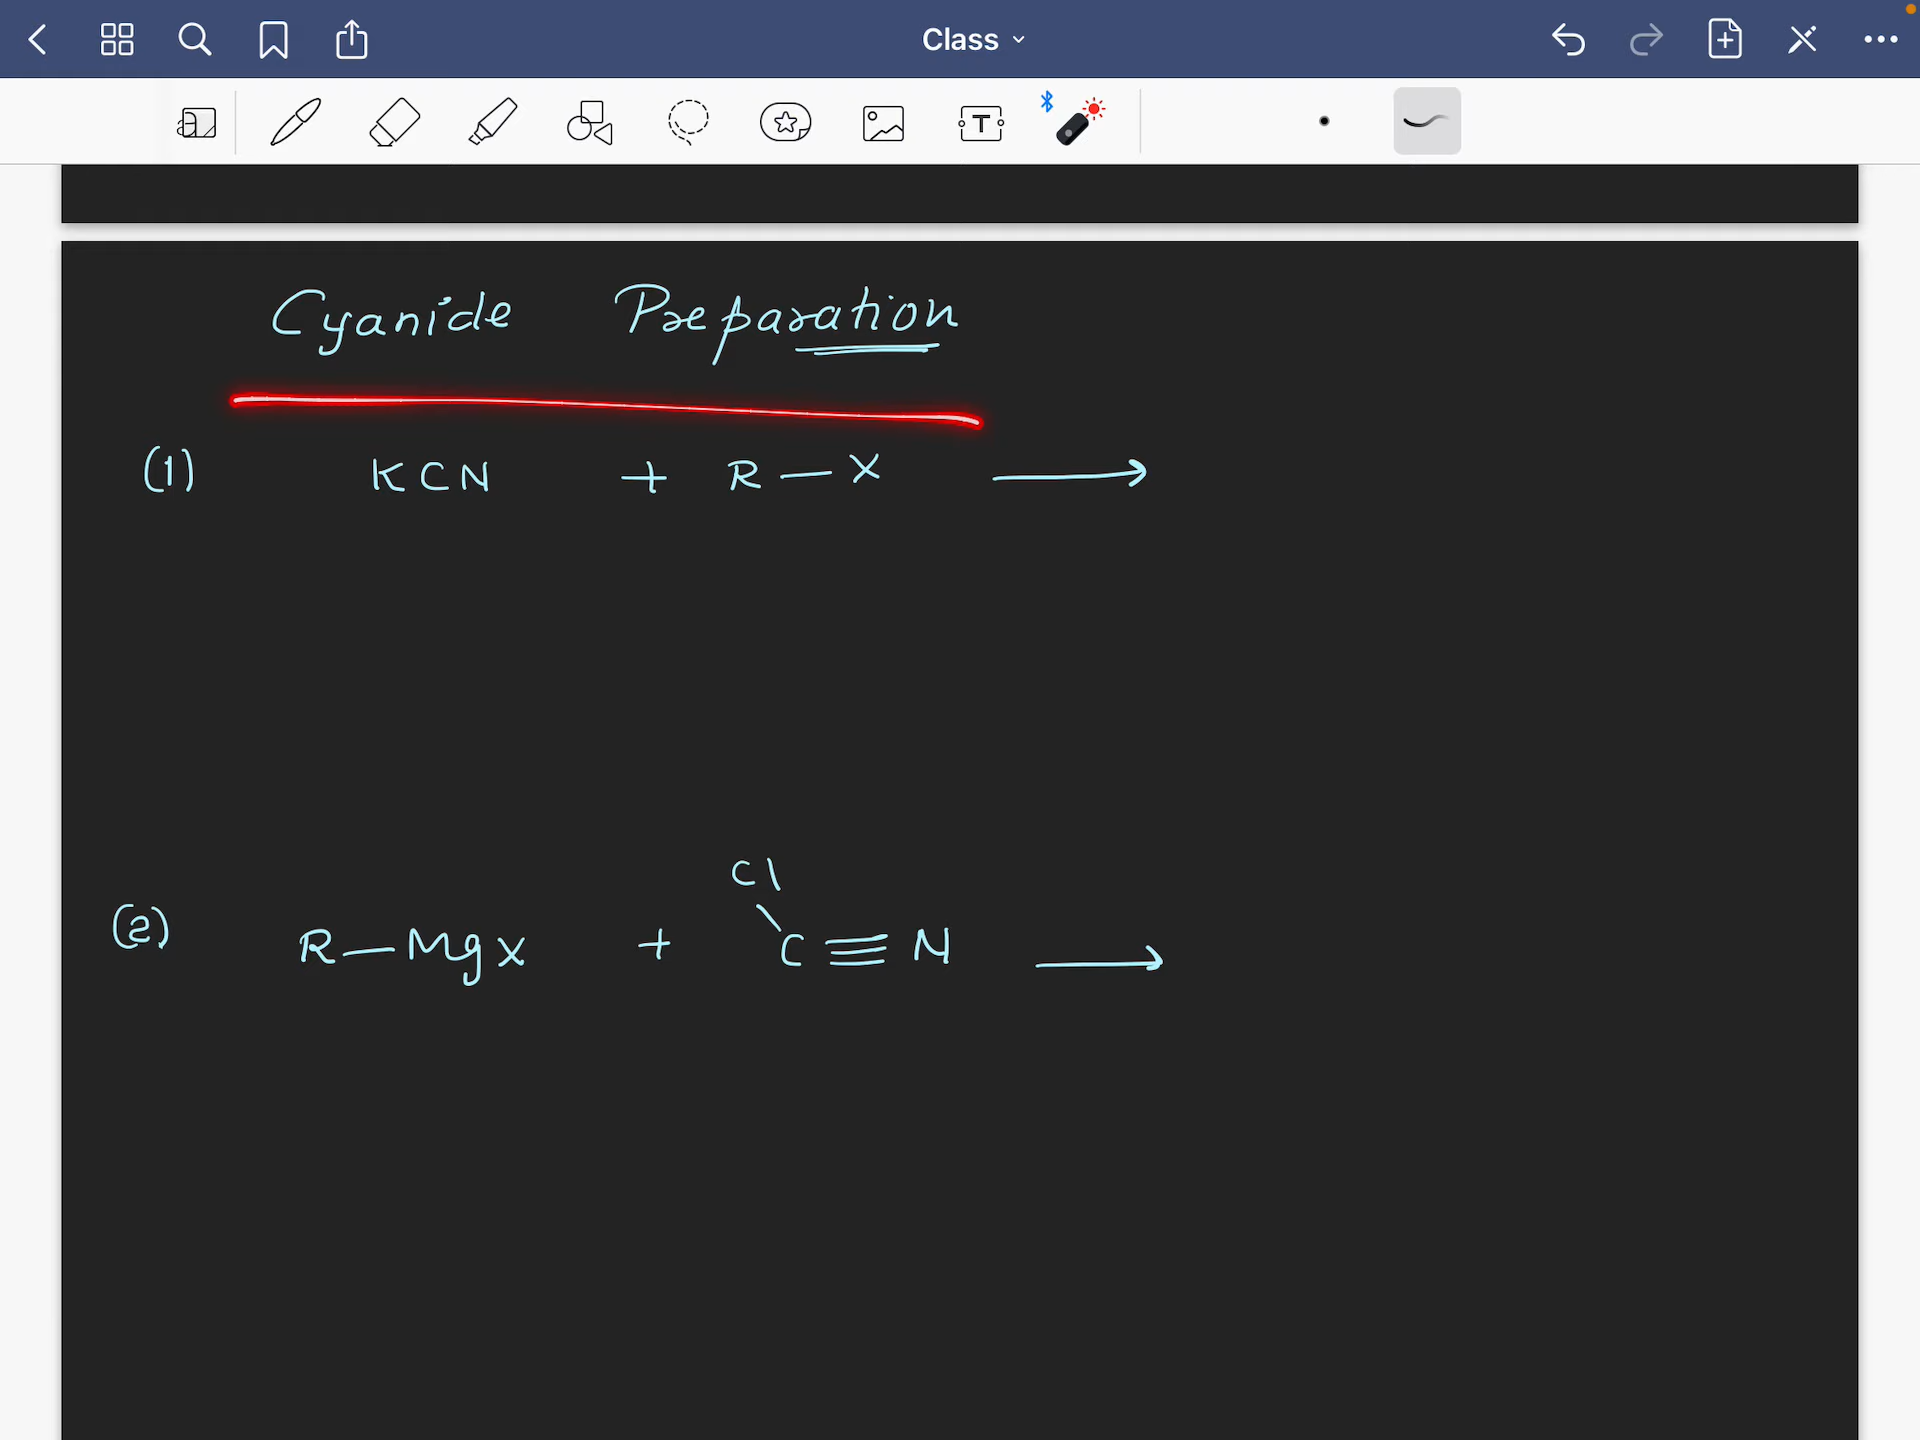 Class
T
Cyanide Preparation
(1) KCN + R — X ⟶
Cl
(2) R — Mgx + C ≡ N ⟶